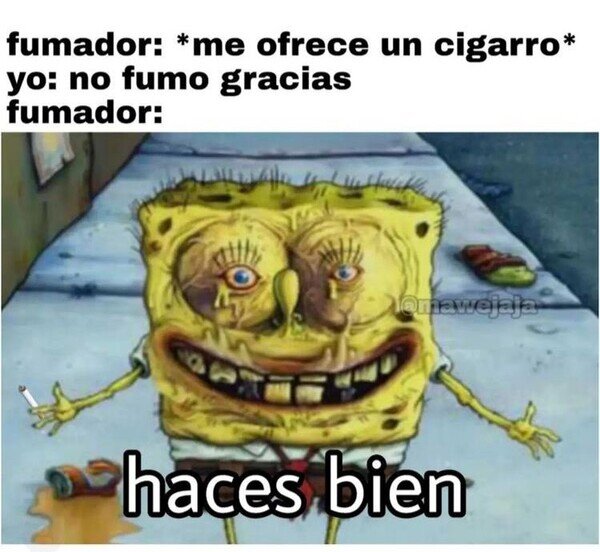 fumador: *me ofrece un cigarro*
yo: no fumo gracias
fumador:
@mawejaja
haces bien